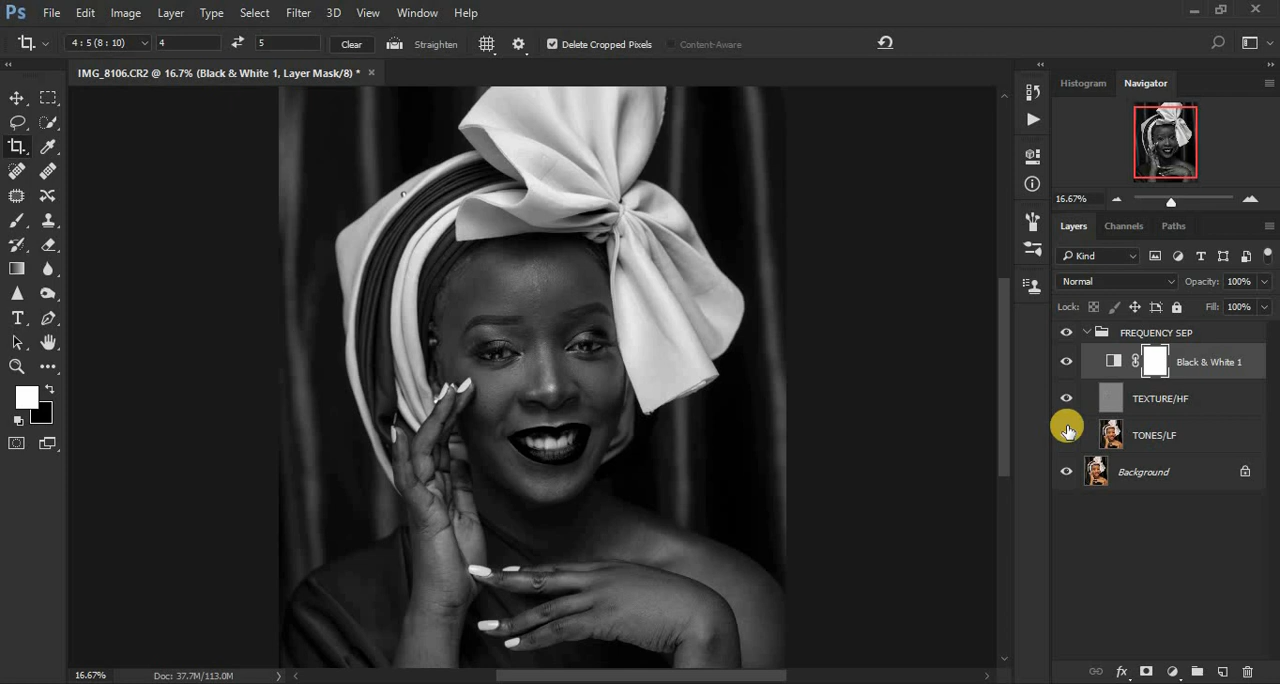 Ps File Edit Image Layer Type Select Filter 3D View Window Help
4 : 5 (8 : 10) 4 5 Clear Straighten Delete Cropped Pixels Content-Aware
IMG_8106.CR2 @ 16.7% (Black & White 1, Layer Mask/8) * ×
Histogram Navigator
16.67%
Layers Channels Paths
Kind
Normal Opacity: 100%
Lock: Fill: 100%
FREQUENCY SEP
Black & White 1
TEXTURE/HF
TONES/LF
Background
16.67% Doc: 37.7M/113.0M